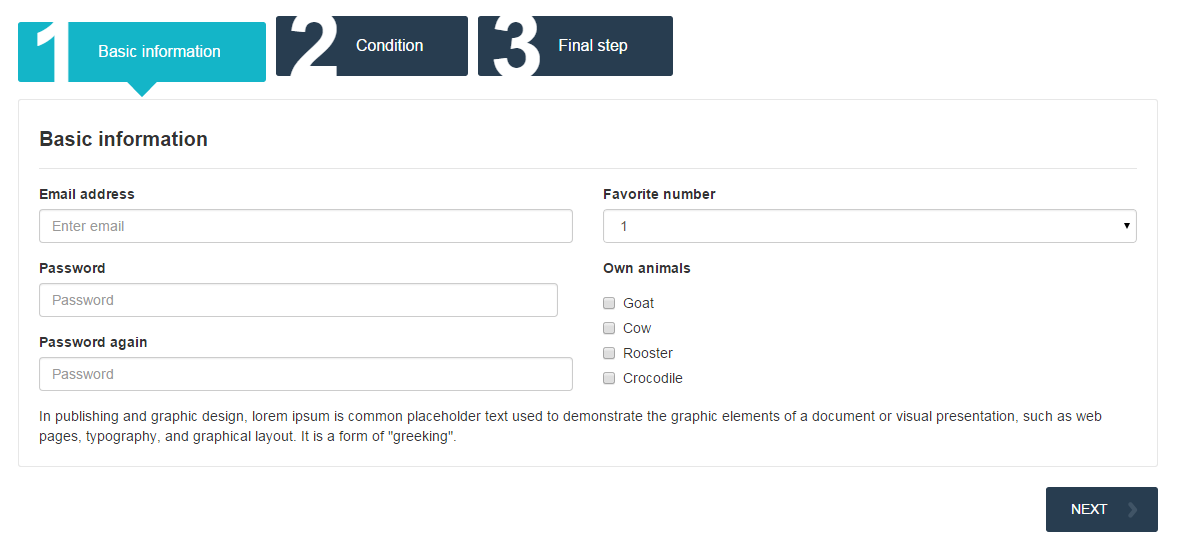 1 Basic information
2 Condition
3 Final step
Basic information
Email address
Enter email
Password
Password
Password again
Password
Favorite number
1
Own animals
Goat
Cow
Rooster
Crocodile
In publishing and graphic design, lorem ipsum is common placeholder text used to demonstrate the graphic elements of a document or visual presentation, such as web
pages, typography, and graphical layout. It is a form of "greeking".
NEXT